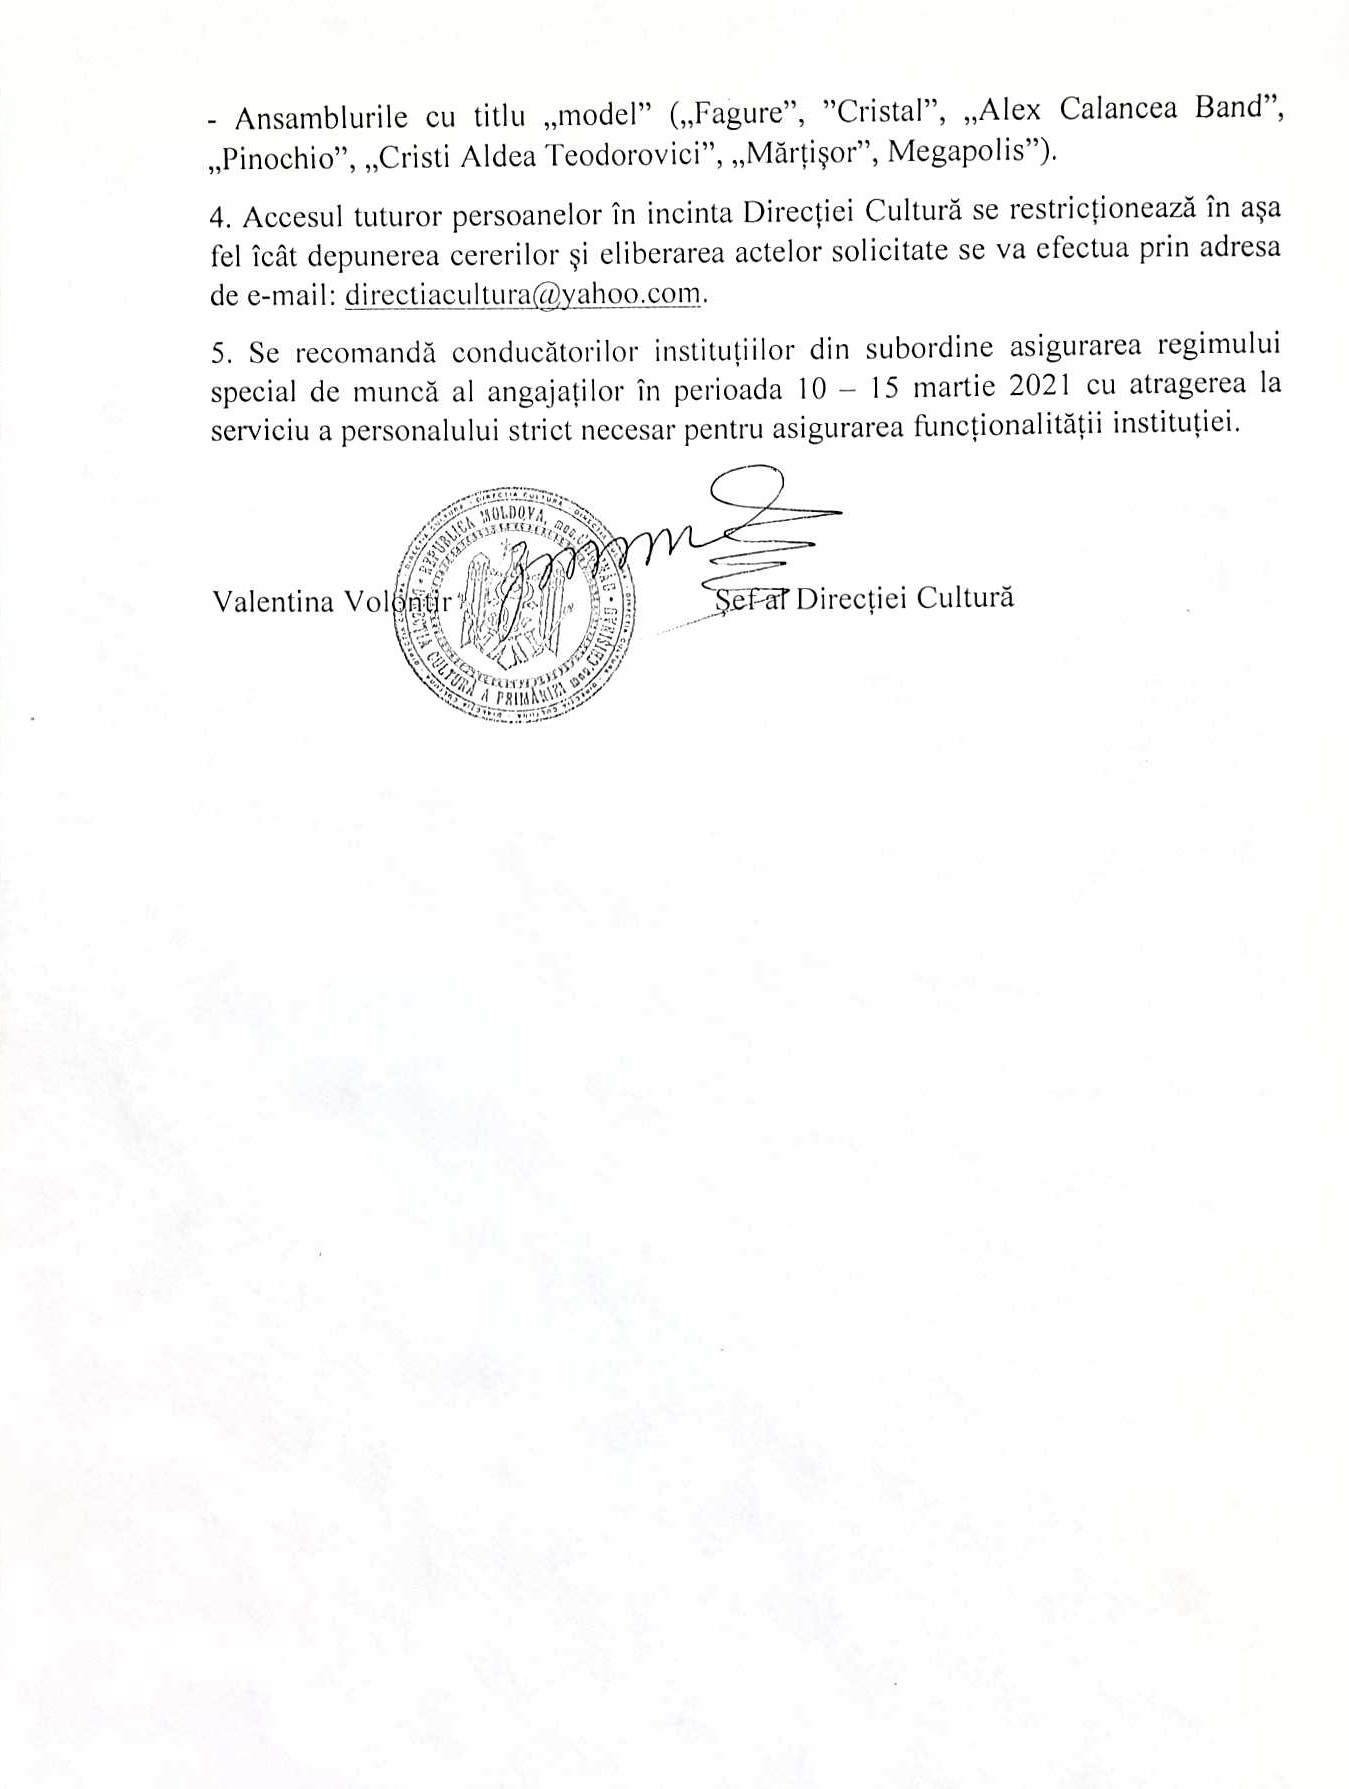 - Ansamblurile cu titlu „model” („Fagure”, ”Cristal”, „Alex Calancea Band”,
„Pinochio”, „Cristi Aldea Teodorovici”, „Mărțișor”, Megapolis”).
4. Accesul tuturor persoanelor în incinta Direcției Cultură se restricționează în așa
fel îcât depunerea cererilor și eliberarea actelor solicitate se va efectua prin adresa
de e-mail: directiacultura@yahoo.com.
5. Se recomandă conducătorilor instituțiilor din subordine asigurarea regimului
special de muncă al angajaților în perioada 10 – 15 martie 2021 cu atragerea la
serviciu a personalului strict necesar pentru asigurarea funcționalității instituției.
Valentina Volontir Șef al Direcției Cultură
REPUBLICA MOLDOVA, CHIȘINĂU
DIRECȚIA CULTURĂ A PRIMĂRIEI mun. CHIȘINĂU